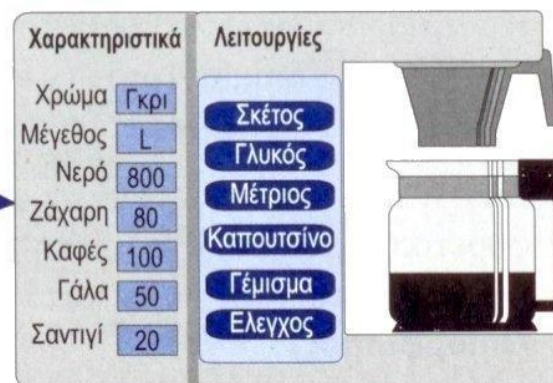 Χαρακτηριστικά
Χρώμα Γκρι
Μέγεθος L
Νερό 800
Ζάχαρη 80
Καφές 100
Γάλα 50
Σαντιγί 20
Λειτουργίες
Σκέτος
Γλυκός
Μέτριος
Καπουτσίνο
Γέμισμα
Ελεγχος